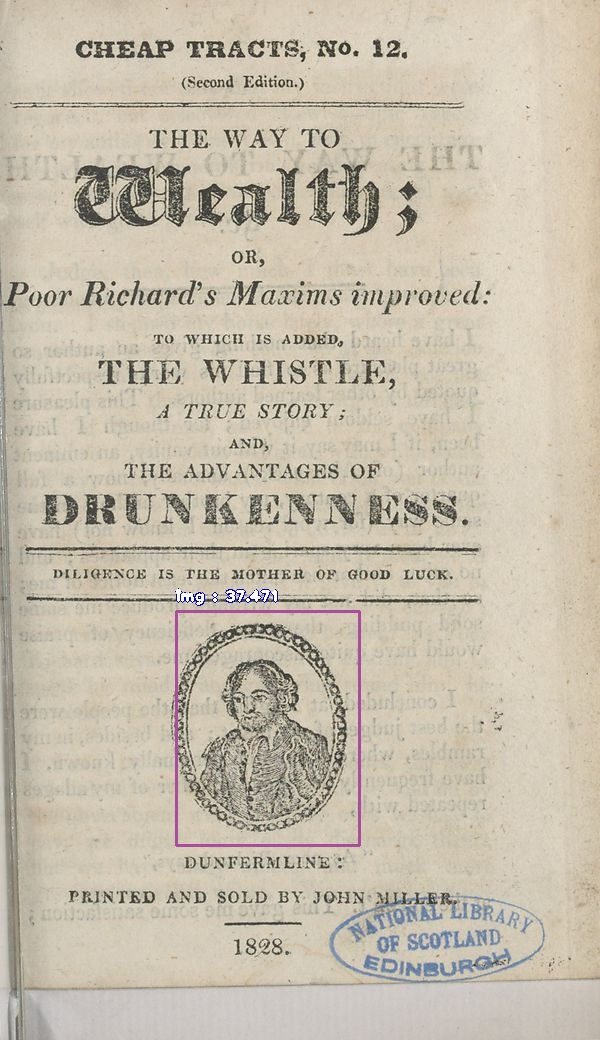 CHEAP TRACTS, No. 12.
(Second Edition.)
THE WAY TO
Wealth;
OR,
Poor Richard's Maxims improved:
TO WHICH IS ADDED,
THE WHISTLE,
A TRUE STORY;
AND,
THE ADVANTAGES OF
DRUNKENNESS.
DILIGENCE IS THE MOTHER OF GOOD LUCK.
img : 37.471
DUNFERMLINE:
PRINTED AND SOLD BY JOHN MILLER.
1828.
NATIONAL LIBRARY
OF SCOTLAND
EDINBURGH